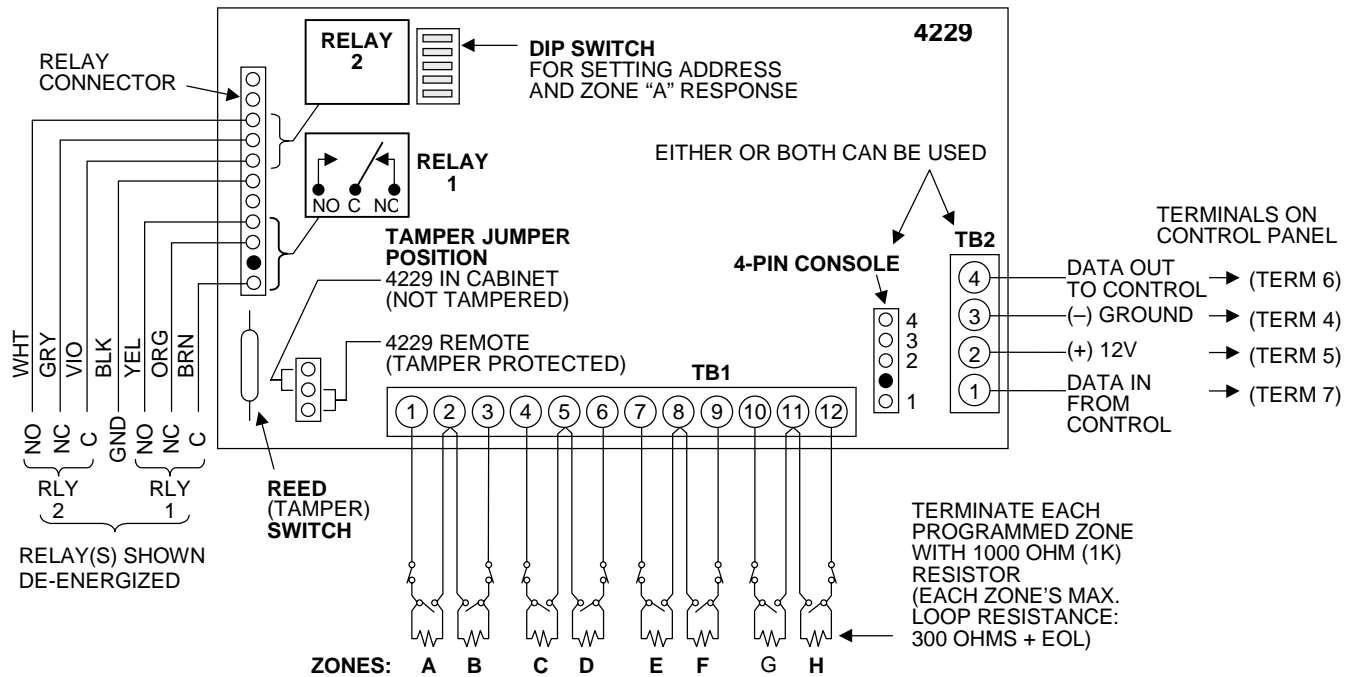 4229
RELAY
2
DIP SWITCH
FOR SETTING ADDRESS
AND ZONE “A” RESPONSE
RELAY
CONNECTOR
RELAY
1
NO C NC
EITHER OR BOTH CAN BE USED
TAMPER JUMPER
POSITION
4229 IN CABINET
(NOT TAMPERED)
4229 REMOTE
(TAMPER PROTECTED)
4-PIN CONSOLE
4
3
2
1
TB2
4
3
2
1
TERMINALS ON
CONTROL PANEL
DATA OUT
TO CONTROL
(TERM 6)
(–) GROUND
(TERM 4)
(+) 12V
(TERM 5)
DATA IN
FROM
CONTROL
(TERM 7)
TB1
1 2 3 4 5 6 7 8 9 10 11 12
WHT
GRY
VIO
BLK
YEL
ORG
BRN
NO
NC
C
GND
NO
NC
C
RLY
2
RLY
1
RELAY(S) SHOWN
DE-ENERGIZED
REED
(TAMPER)
SWITCH
TERMINATE EACH
PROGRAMMED ZONE
WITH 1000 OHM (1K)
RESISTOR
(EACH ZONE’S MAX.
LOOP RESISTANCE:
300 OHMS + EOL)
ZONES: A B C D E F G H